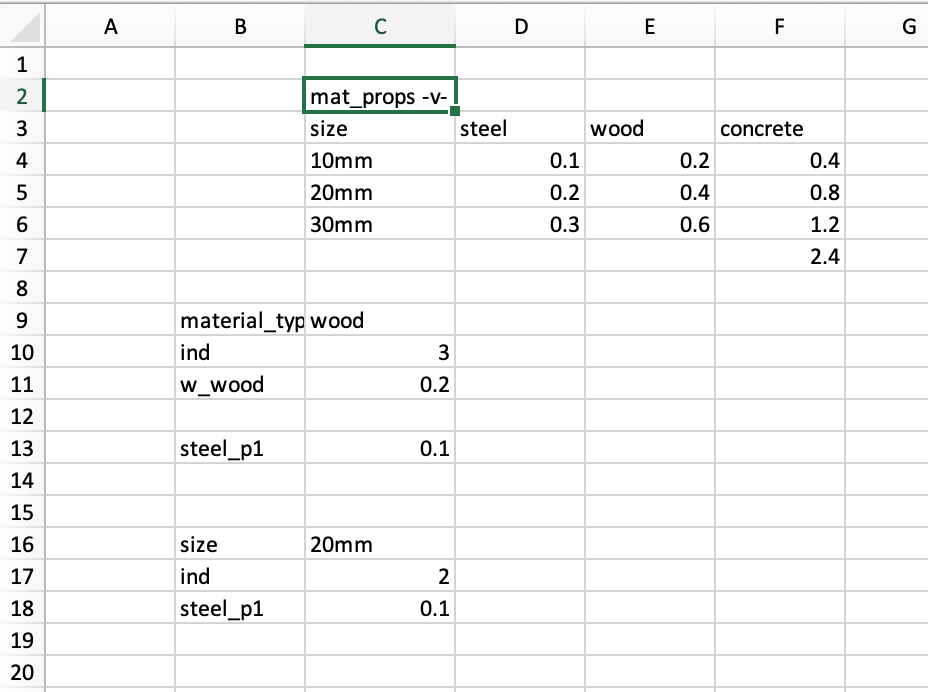 A B C D E F G
1
2 mat_props -v-
3 size steel wood concrete
4 10mm 0.1 0.2 0.4
5 20mm 0.2 0.4 0.8
6 30mm 0.3 0.6 1.2
7 2.4
8
9 material_typ wood
10 ind 3
11 w_wood 0.2
12
13 steel_p1 0.1
14
15
16 size 20mm
17 ind 2
18 steel_p1 0.1
19
20